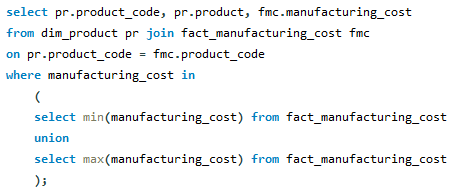 select pr.product_code, pr.product, fmc.manufacturing_cost
from dim_product pr join fact_manufacturing_cost fmc
on pr.product_code = fmc.product_code
where manufacturing_cost in
(
select min(manufacturing_cost) from fact_manufacturing_cost
union
select max(manufacturing_cost) from fact_manufacturing_cost
);